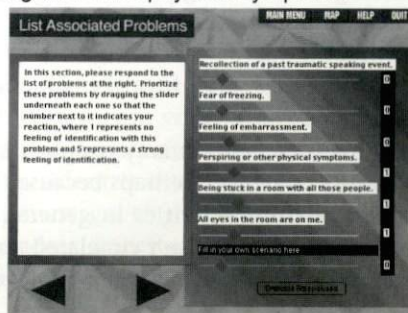 List Associated Problems
MAIN MENU MAP HELP QUIT
In this section, please respond to the
list of problems at the right. Prioritize
these problems by dragging the slider
underneath each one so that the
number next to it indicates your
reaction, where 1 represents no
feeling of identification with this
problem and 5 represents a strong
feeling of identification.
Recollection of a past traumatic speaking event.
0
Fear of freezing.
0
Feeling of embarrassment.
0
Perspiring or other physical symptoms.
1
Being stuck in a room with all those people.
1
All eyes in the room are on me.
1
Fill in your own scenario here
0